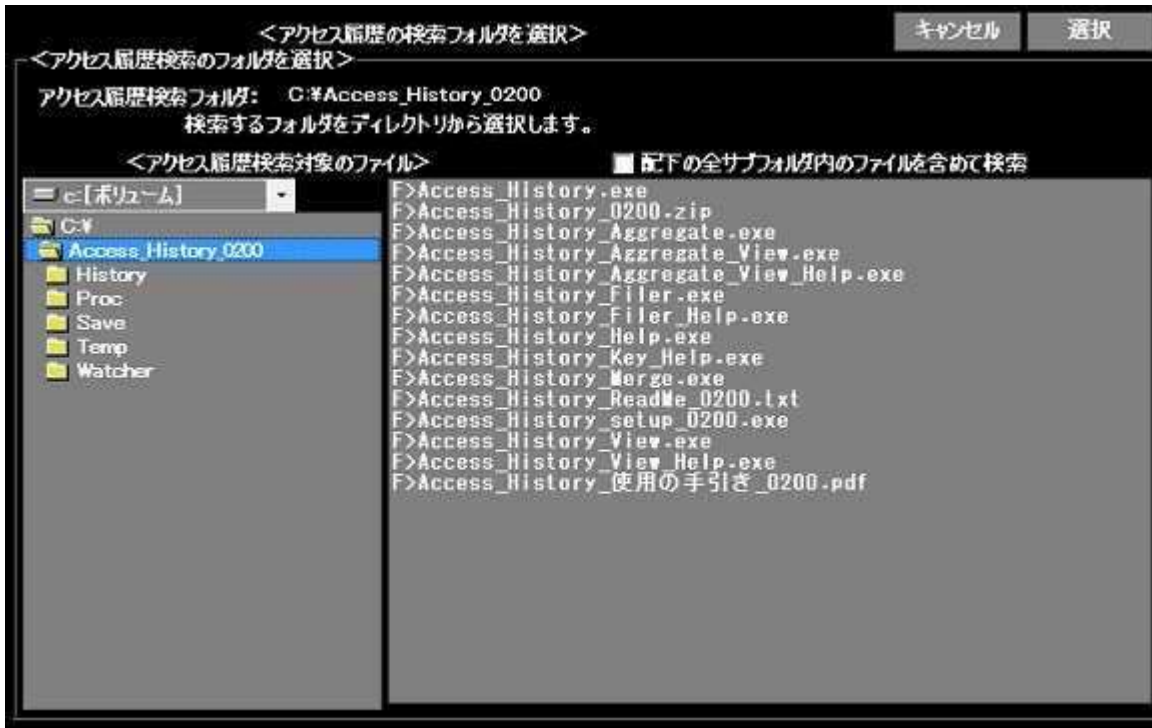 ＜アクセス履歴の検索フォルダを選択＞
キャンセル
選択
＜アクセス履歴検索のフォルダを選択＞
アクセス履歴検索フォルダ： C:¥Access_History_0200
検索するフォルダをディレクトリから選択します。
＜アクセス履歴検索対象のファイル＞
配下の全サブフォルダ内のファイルを含めて検索
c:[ボリューム]
C:¥
Access_History_0200
History
Proc
Save
Temp
Watcher
F>Access_History.exe
F>Access_History_0200.zip
F>Access_History_Aggregate.exe
F>Access_History_Aggregate_View.exe
F>Access_History_Aggregate_View_Help.exe
F>Access_History_Filer.exe
F>Access_History_Filer_Help.exe
F>Access_History_Help.exe
F>Access_History_Key_Help.exe
F>Access_History_Merge.exe
F>Access_History_ReadMe_0200.txt
F>Access_History_setup_0200.exe
F>Access_History_View.exe
F>Access_History_View_Help.exe
F>Access_History_使用の手引き_0200.pdf